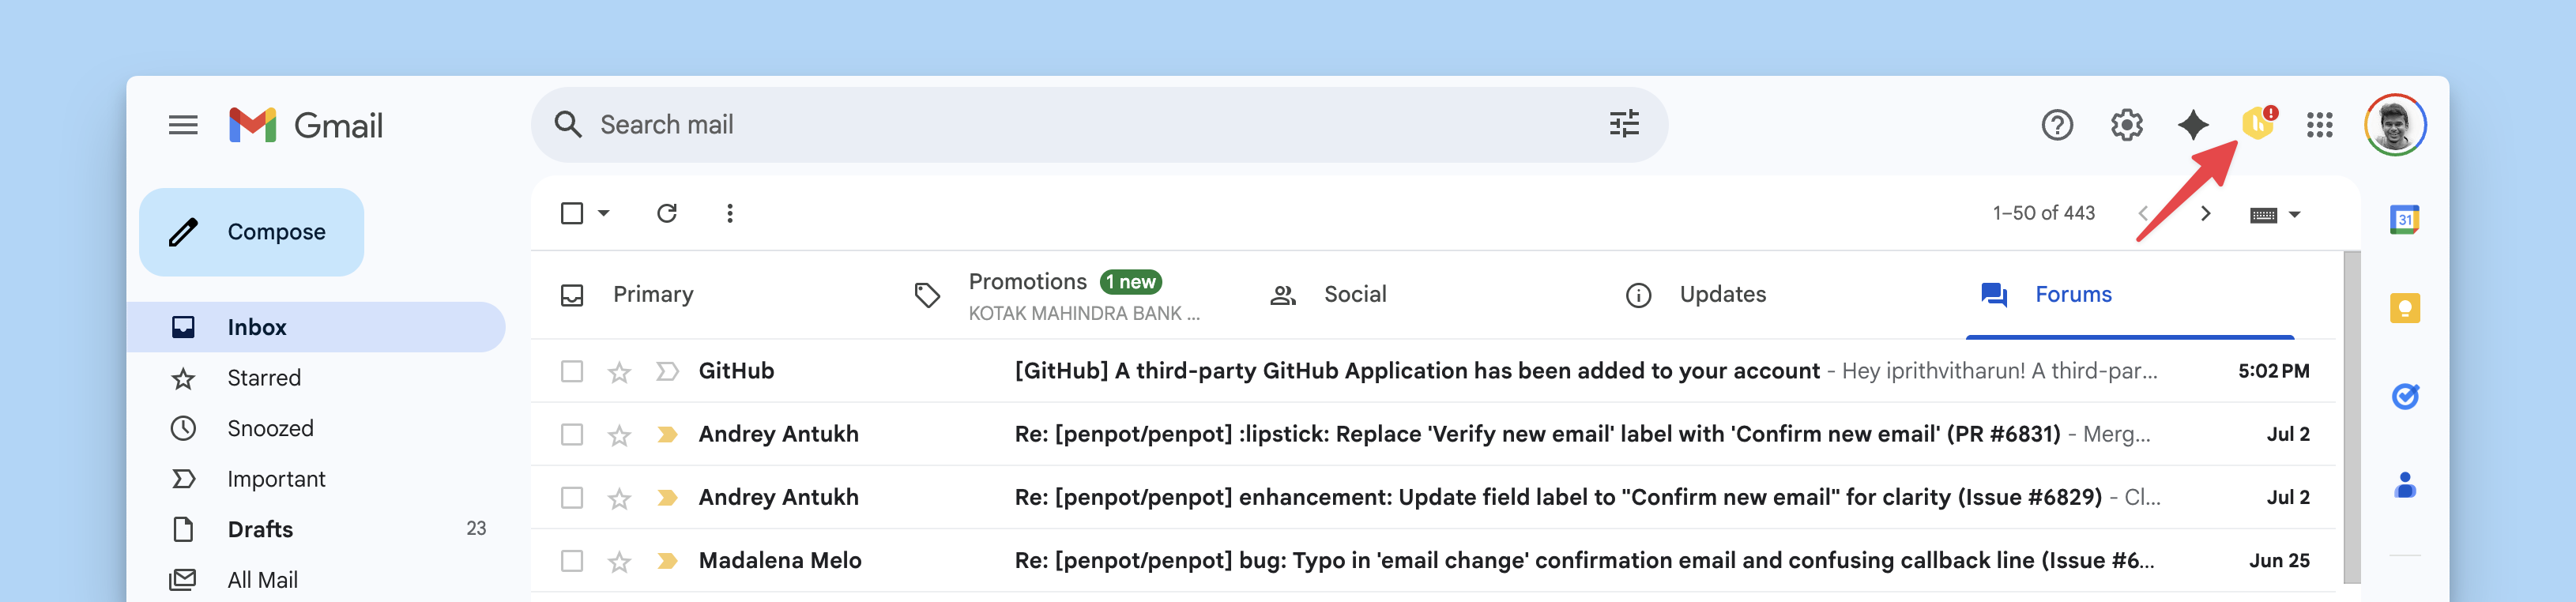 Gmail
Search mail
Compose
1–50 of 443
31
Primary
Promotions 1 new
KOTAK MAHINDRA BANK ...
Social
Updates
Forums
Inbox
Starred
Snoozed
Important
Drafts 23
All Mail
GitHub [GitHub] A third-party GitHub Application has been added to your account - Hey iprithvitharun! A third-par... 5:02 PM
Andrey Antukh Re: [penpot/penpot] :lipstick: Replace 'Verify new email' label with 'Confirm new email' (PR #6831) - Merg... Jul 2
Andrey Antukh Re: [penpot/penpot] enhancement: Update field label to "Confirm new email" for clarity (Issue #6829) - Cl... Jul 2
Madalena Melo Re: [penpot/penpot] bug: Typo in 'email change' confirmation email and confusing callback line (Issue #6... Jun 25